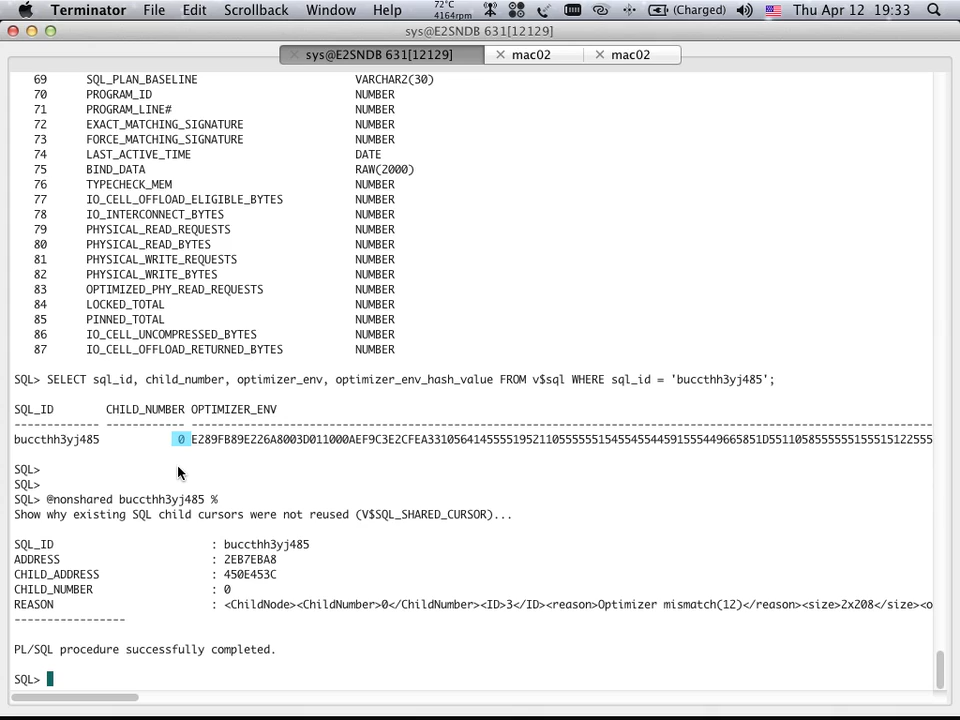 Terminator File Edit Scrollback Window Help 72°C 4164rpm (Charged) Thu Apr 12 19:33
sys@E2SNDB 631[12129]
sys@E2SNDB 631[12129] mac02 mac02
69 SQL_PLAN_BASELINE VARCHAR2(30)
70 PROGRAM_ID NUMBER
71 PROGRAM_LINE# NUMBER
72 EXACT_MATCHING_SIGNATURE NUMBER
73 FORCE_MATCHING_SIGNATURE NUMBER
74 LAST_ACTIVE_TIME DATE
75 BIND_DATA RAW(2000)
76 TYPECHECK_MEM NUMBER
77 IO_CELL_OFFLOAD_ELIGIBLE_BYTES NUMBER
78 IO_INTERCONNECT_BYTES NUMBER
79 PHYSICAL_READ_REQUESTS NUMBER
80 PHYSICAL_READ_BYTES NUMBER
81 PHYSICAL_WRITE_REQUESTS NUMBER
82 PHYSICAL_WRITE_BYTES NUMBER
83 OPTIMIZED_PHY_READ_REQUESTS NUMBER
84 LOCKED_TOTAL NUMBER
85 PINNED_TOTAL NUMBER
86 IO_CELL_UNCOMPRESSED_BYTES NUMBER
87 IO_CELL_OFFLOAD_RETURNED_BYTES NUMBER
SQL> SELECT sql_id, child_number, optimizer_env, optimizer_env_hash_value FROM v$sql WHERE sql_id = 'buccthh3yj485';
SQL_ID CHILD_NUMBER OPTIMIZER_ENV
buccthh3yj485 0 E289FB89E226A8003D011000AEF9C3E2CFEA3310564145555195211055555515455455445915554496658​51D5511058555555155515122555
SQL>
SQL>
SQL> @nonshared buccthh3yj485 %
Show why existing SQL child cursors were not reused (V$SQL_SHARED_CURSOR)...
SQL_ID : buccthh3yj485
ADDRESS : 2EB7EBA8
CHILD_ADDRESS : 450E453C
CHILD_NUMBER : 0
REASON : <ChildNode><ChildNumber>0</ChildNumber><ID>3</ID><reason>Optimizer mismatch(12)</reason><size>2x208</size><o
-----------------
PL/SQL procedure successfully completed.
SQL>